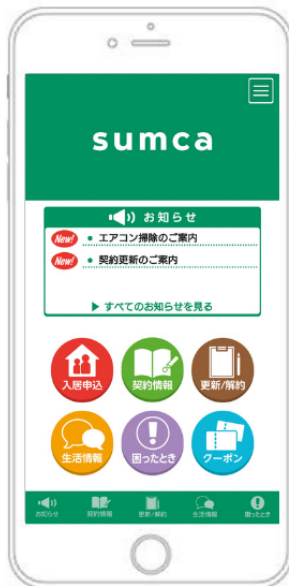 sumca
お知らせ
New! • エアコン掃除のご案内
New! • 契約更新のご案内
▶ すべてのお知らせを見る
入居申込 契約情報 更新/解約
生活情報 困ったとき クーポン
お知らせ 契約情報 更新/解約 生活情報 困ったとき